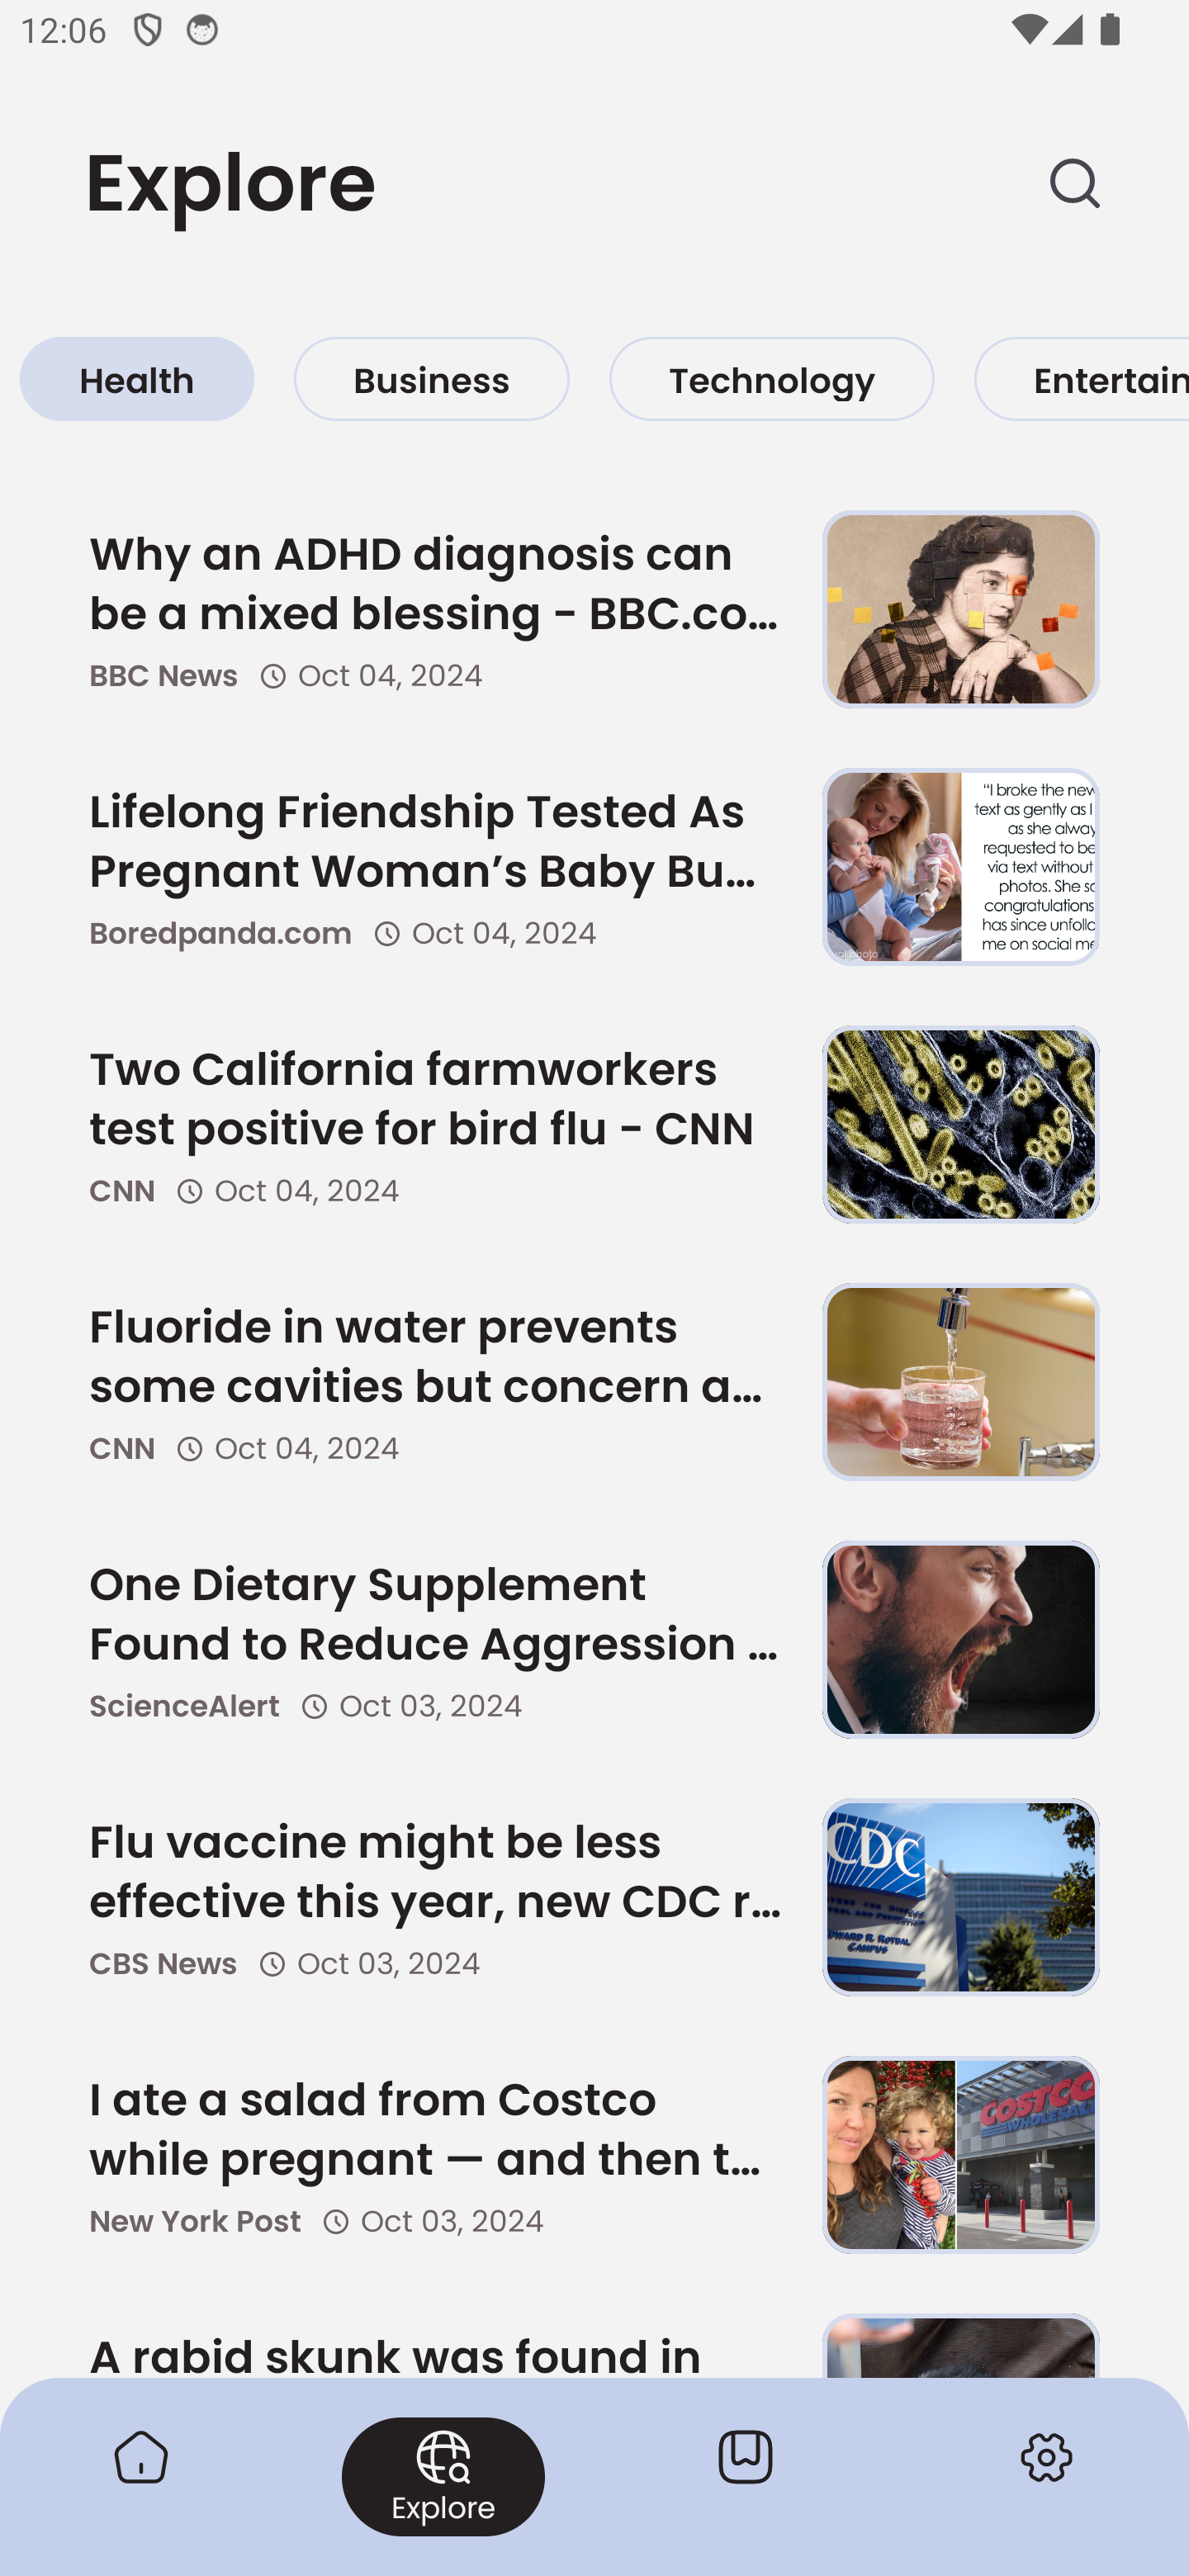 12:06
Explore
Health
Business
Technology
Entertain
Why an ADHD diagnosis can
be a mixed blessing - BBC.co...
BBC News
Oct 04, 2024
Lifelong Friendship Tested As
Pregnant Woman’s Baby Bu...
Boredpanda.com
Oct 04, 2024
“I broke the new
text as gently as I
as she alway
requested to be
via text without
photos. She so
congratulations
has since unfollo
me on social me
Two California farmworkers
test positive for bird flu - CNN
CNN
Oct 04, 2024
Fluoride in water prevents
some cavities but concern a...
CNN
Oct 04, 2024
One Dietary Supplement
Found to Reduce Aggression ...
ScienceAlert
Oct 03, 2024
Flu vaccine might be less
effective this year, new CDC r...
CBS News
Oct 03, 2024
CDC
EDWARD R. ROYBAL
CAMPUS
I ate a salad from Costco
while pregnant — and then t...
New York Post
Oct 03, 2024
COSTCO
WHOLESALE
A rabid skunk was found in
Explore